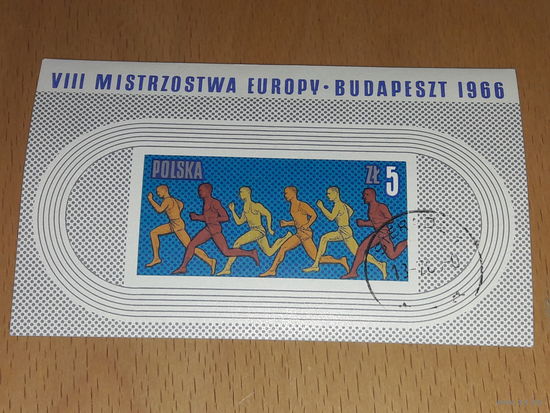 VIII MISTRZOSTWA EUROPY • BUDAPESZT 1966
POLSKA
ZŁ 5